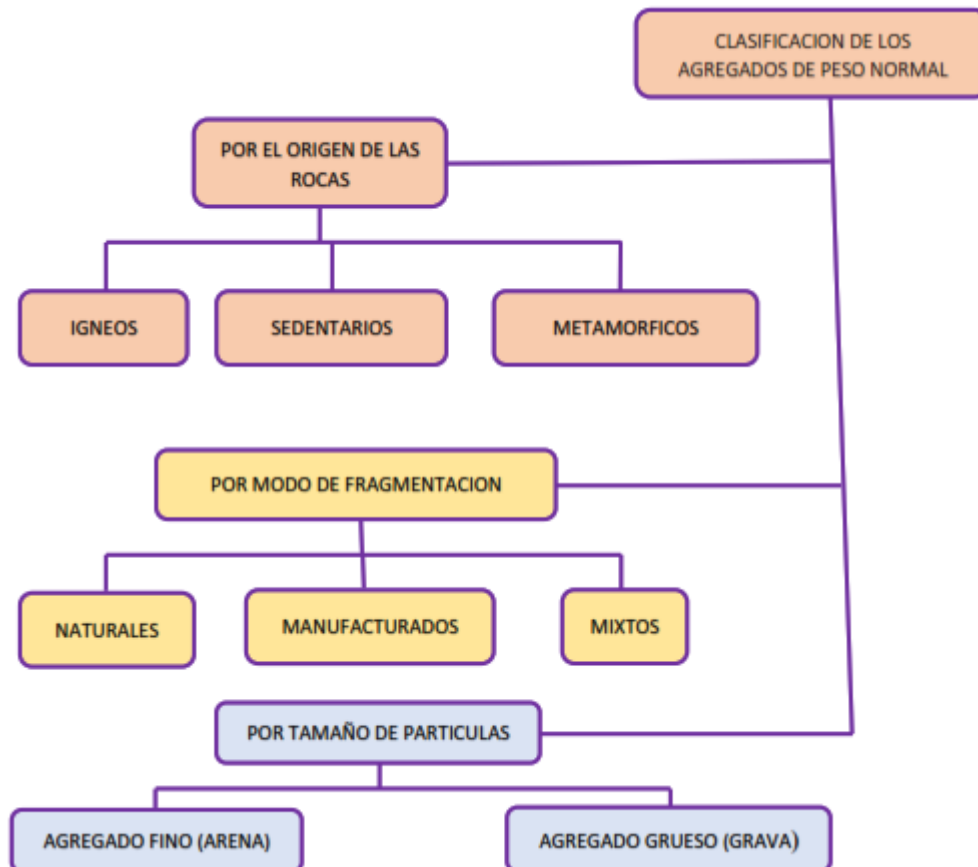 CLASIFICACION DE LOS
AGREGADOS DE PESO NORMAL
POR EL ORIGEN DE LAS
ROCAS
IGNEOS
SEDENTARIOS
METAMORFICOS
POR MODO DE FRAGMENTACION
NATURALES
MANUFACTURADOS
MIXTOS
POR TAMAÑO DE PARTICULAS
AGREGADO FINO (ARENA)
AGREGADO GRUESO (GRAVA)